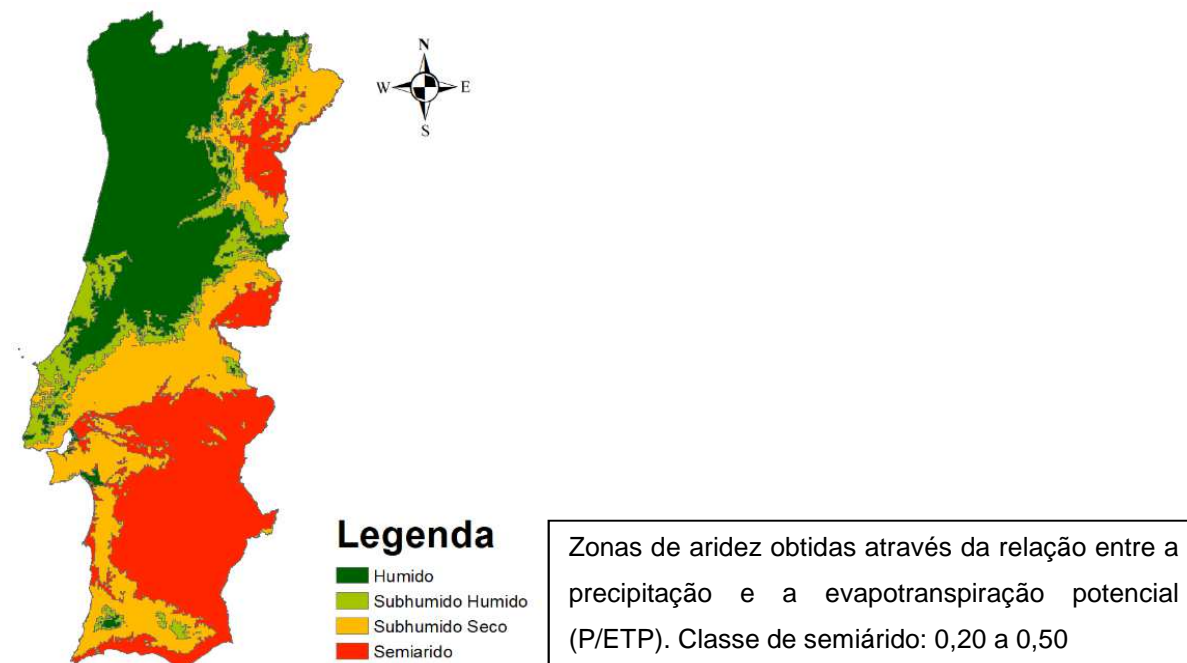 N
W E
S
Legenda
Humido
Subhumido Humido
Subhumido Seco
Semiarido
Zonas de aridez obtidas através da relação entre a
precipitação e a evapotranspiração potencial
(P/ETP). Classe de semiárido: 0,20 a 0,50